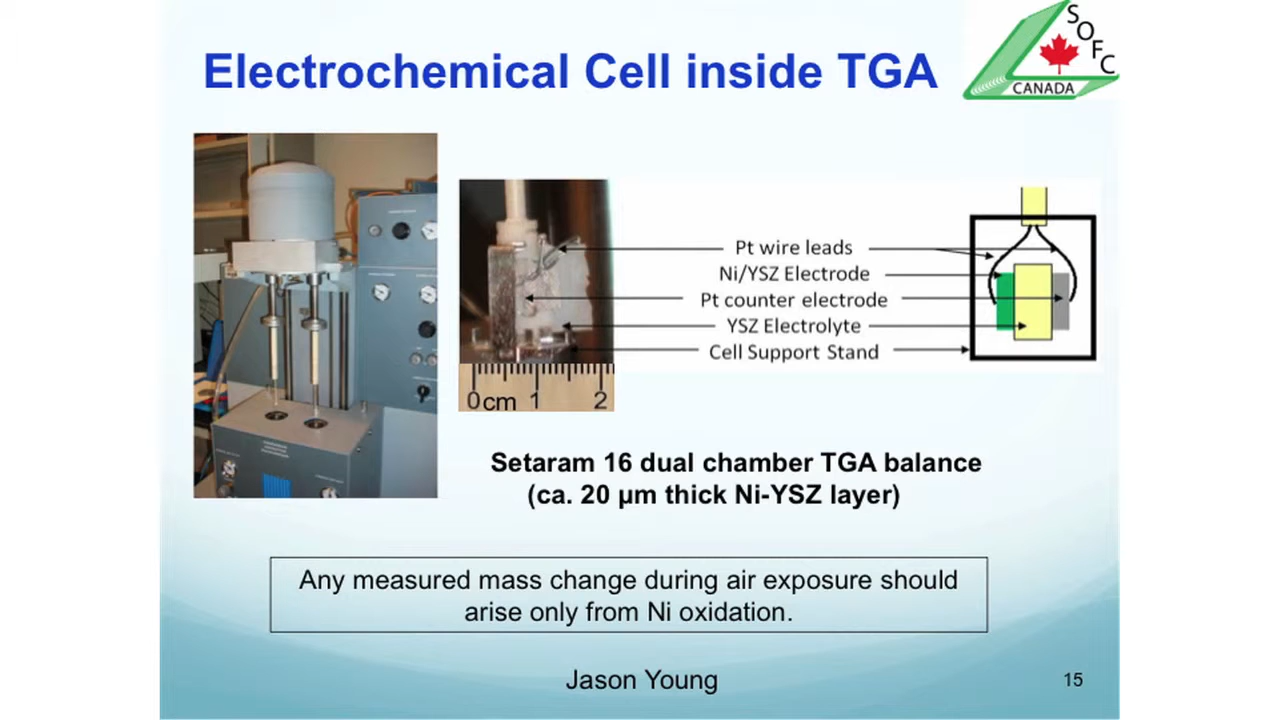 Electrochemical Cell inside TGA
SOFC
CANADA
Pt wire leads
Ni/YSZ Electrode
Pt counter electrode
YSZ Electrolyte
Cell Support Stand
0cm 1 2
Setaram 16 dual chamber TGA balance
(ca. 20 µm thick Ni-YSZ layer)
Any measured mass change during air exposure should
arise only from Ni oxidation.
Jason Young
15